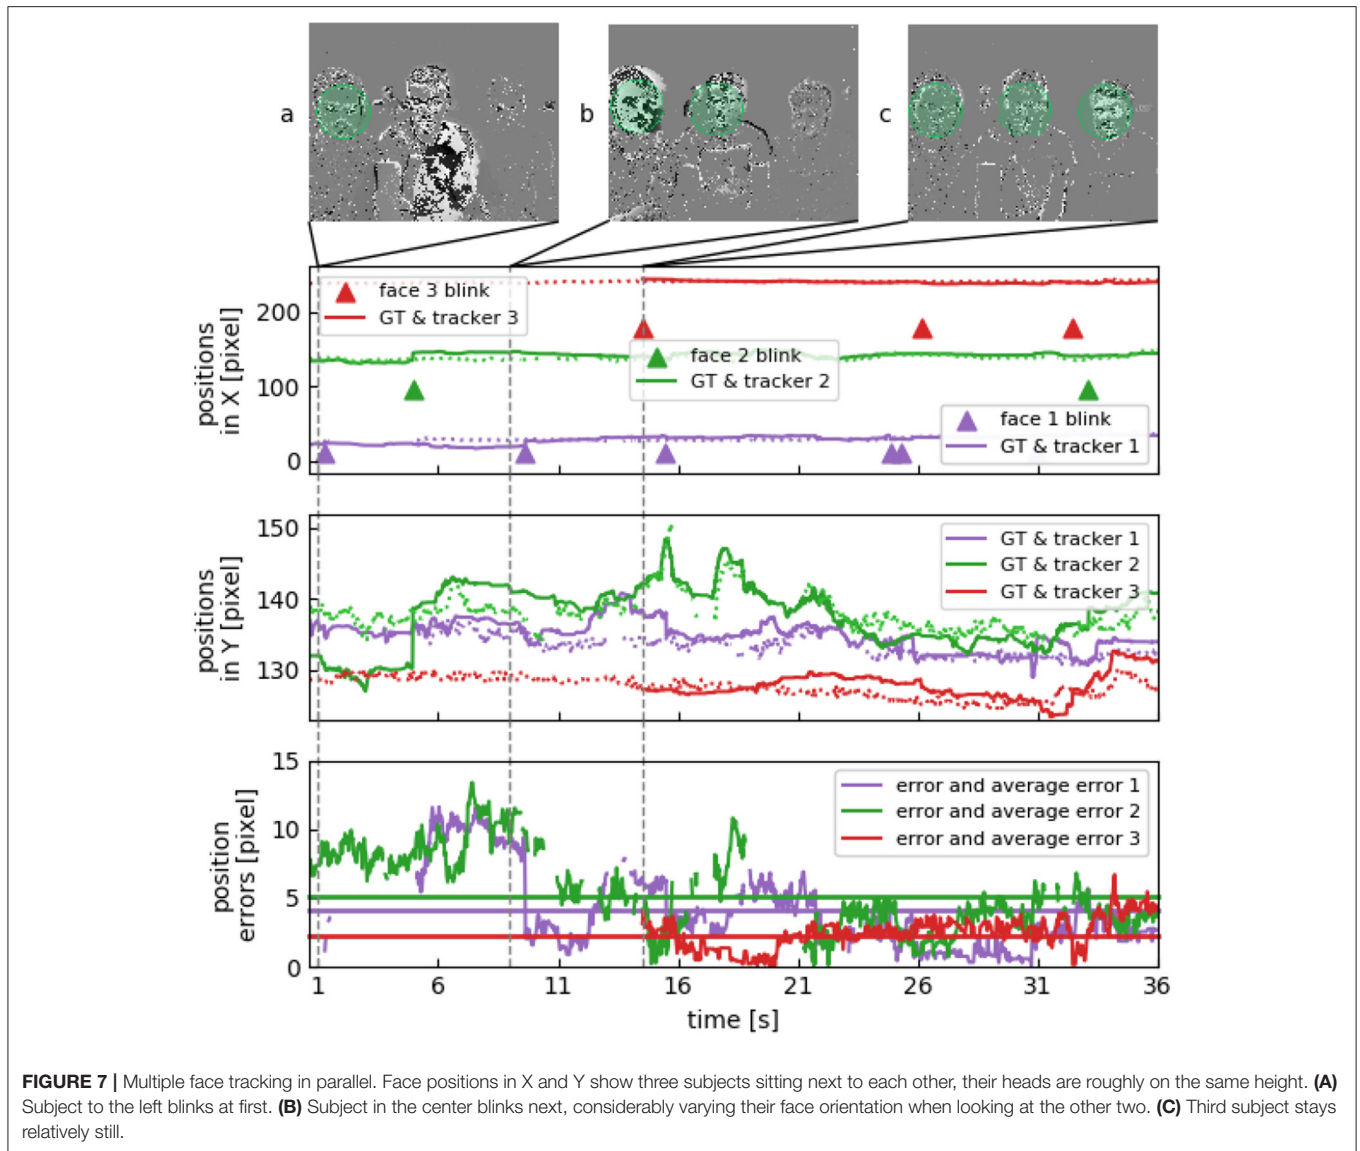 a
b
c
positions
in X [pixel]
200
100
0
face 3 blink
GT & tracker 3
face 2 blink
GT & tracker 2
face 1 blink
GT & tracker 1
positions
in Y [pixel]
150
140
130
GT & tracker 1
GT & tracker 2
GT & tracker 3
position
errors [pixel]
15
10
5
0
error and average error 1
error and average error 2
error and average error 3
1 6 11 16 21 26 31 36
time [s]
FIGURE 7 | Multiple face tracking in parallel. Face positions in X and Y show three subjects sitting next to each other, their heads are roughly on the same height. (A)
Subject to the left blinks at first. (B) Subject in the center blinks next, considerably varying their face orientation when looking at the other two. (C) Third subject stays
relatively still.